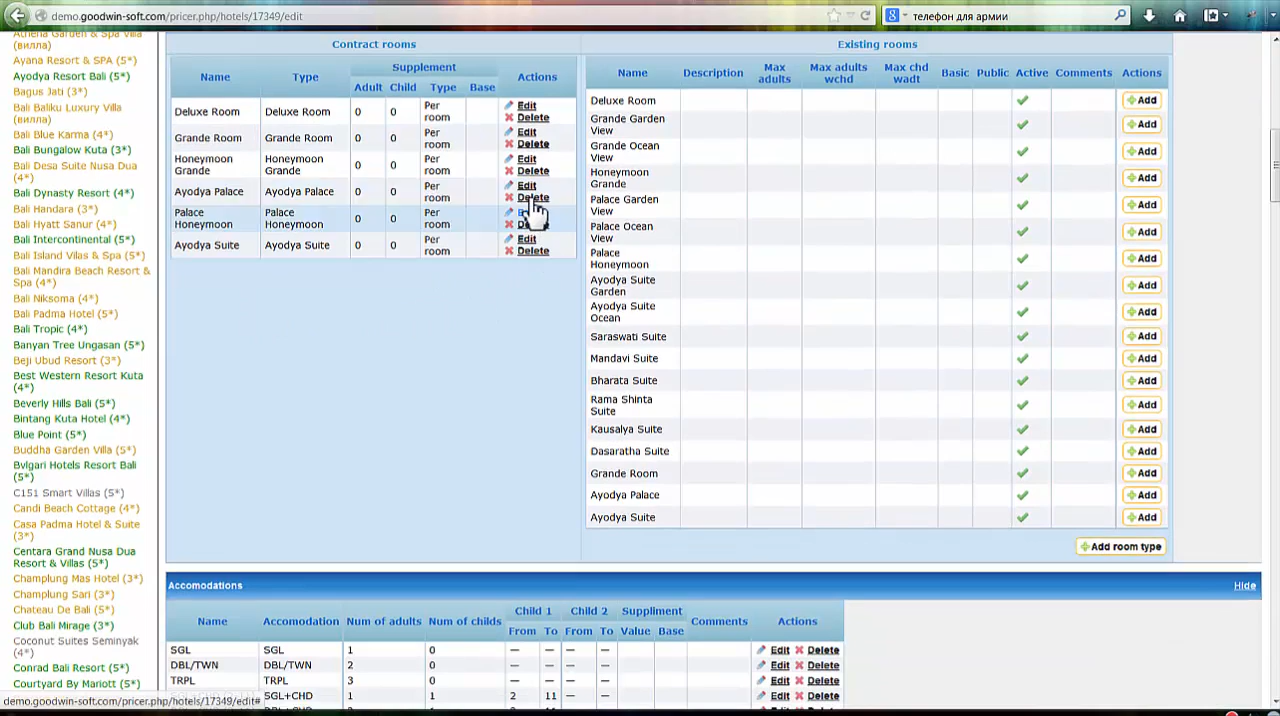 demo.goodwin-soft.com/pricer.php/hotels/17349/edit
телефон для армии
(вилла)
Ayana Resort & SPA (5*)
Ayodya Resort Bali (5*)
Bagus Jati (3*)
Bali Baliku Luxury Villa
(вилла)
Bali Blue Karma (4*)
Bali Bungalow Kuta (3*)
Bali Desa Suite Nusa Dua
(4*)
Bali Dynasty Resort (4*)
Bali Handara (3*)
Bali Hyatt Sanur (4*)
Bali Intercontinental (5*)
Bali Island Villas & Spa (5*)
Bali Mandira Beach Resort &
Spa (4*)
Bali Niksoma (4*)
Bali Padma Hotel (5*)
Bali Tropic (4*)
Banyan Tree Ungasan (5*)
Beji Ubud Resort (3*)
Best Western Resort Kuta
(4*)
Beverly Hills Bali (5*)
Bintang Kuta Hotel (4*)
Blue Point (5*)
Buddha Garden Villa (5*)
Bvlgari Hotels Resort Bali
(5*)
C151 Smart Villas (5*)
Candi Beach Cottage (4*)
Casa Padma Hotel & Suite
(3*)
Centara Grand Nusa Dua
Resort & Villas (5*)
Champlung Mas Hotel (3*)
Champlung Sari (3*)
Chateau De Bali (5*)
Club Bali Mirage (3*)
Coconut Suites Seminyak
(4*)
Conrad Bali Resort (5*)
Courtyard By Mariott (5*)
demo.goodwin-soft.com/pricer.php/hotels/17349/edit#
Contract rooms
Name Type Supplement Actions
Adult Child Type Base
Deluxe Room Deluxe Room 0 0 Per room Edit Delete
Grande Room Grande Room 0 0 Per room Edit Delete
Honeymoon Grande Honeymoon Grande 0 0 Per room Edit Delete
Ayodya Palace Ayodya Palace 0 0 Per room Edit Delete
Palace Honeymoon Palace Honeymoon 0 0 Per room
Ayodya Suite Ayodya Suite 0 0 Per room Edit Delete
Existing rooms
Name Description Max adults Max adults wchd Max chd wadt Basic Public Active Comments Actions
Deluxe Room Add
Grande Garden View Add
Grande Ocean View Add
Honeymoon Grande Add
Palace Garden View Add
Palace Ocean View Add
Palace Honeymoon Add
Ayodya Suite Garden Add
Ayodya Suite Ocean Add
Saraswati Suite Add
Mandavi Suite Add
Bharata Suite Add
Rama Shinta Suite Add
Kausalya Suite Add
Dasaratha Suite Add
Grande Room Add
Ayodya Palace Add
Ayodya Suite Add
Add room type
Accomodations Hide
Name Accomodation Num of adults Num of childs Child 1 Child 2 Suppliment Comments Actions
From To From To Value Base
SGL SGL 1 0 — — — — Edit Delete
DBL/TWN DBL/TWN 2 0 — — — — Edit Delete
TRPL TRPL 3 0 — — — — Edit Delete
SGL+CHD 1 1 2 11 — — Edit Delete